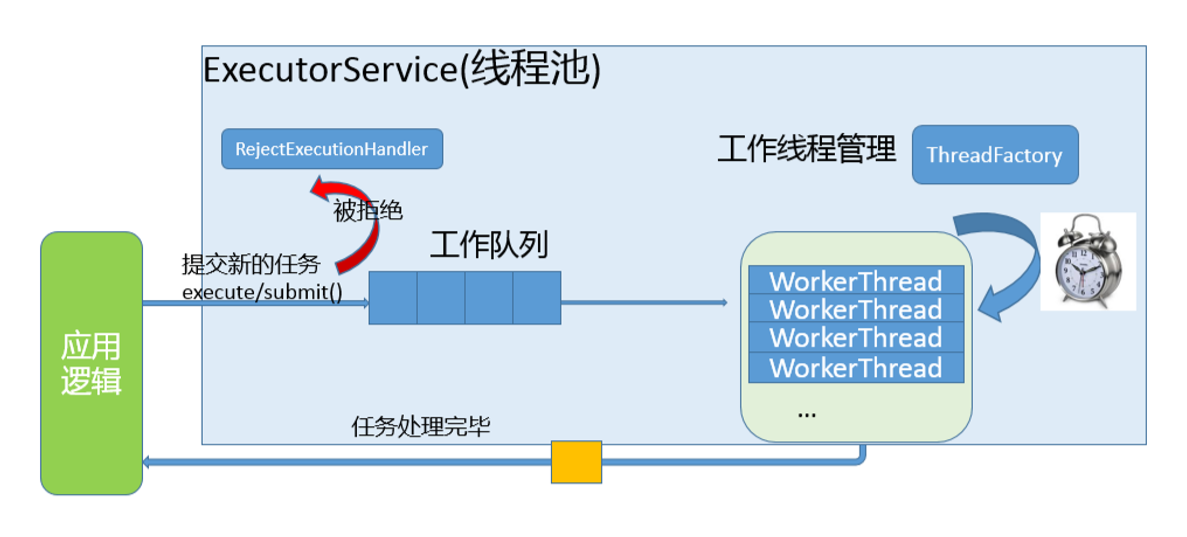 ExecutorService(线程池)
RejectExecutionHandler
工作线程管理
ThreadFactory
被拒绝
工作队列
提交新的任务
execute/submit()
WorkerThread
WorkerThread
WorkerThread
WorkerThread
...
应用
逻辑
任务处理完毕